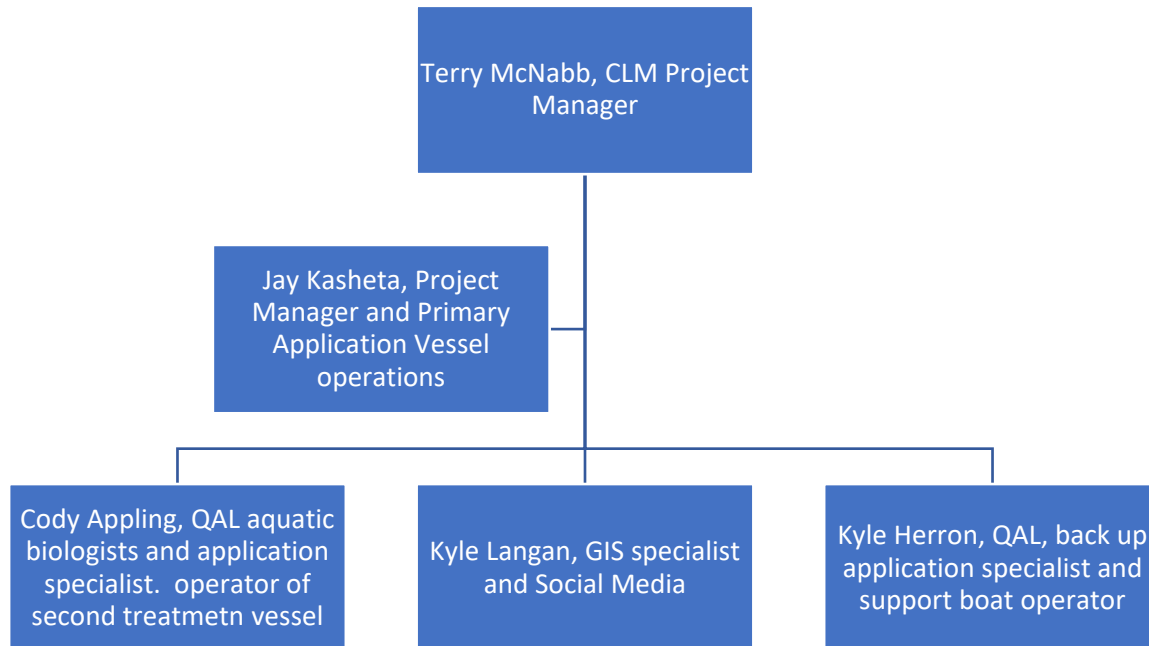 Terry McNabb, CLM Project
Manager
Jay Kasheta, Project
Manager and Primary
Application Vessel
operations
Cody Appling, QAL aquatic
biologists and application
specialist.  operator of
second treatmetn vessel
Kyle Langan, GIS specialist
and Social Media
Kyle Herron, QAL, back up
application specialist and
support boat operator